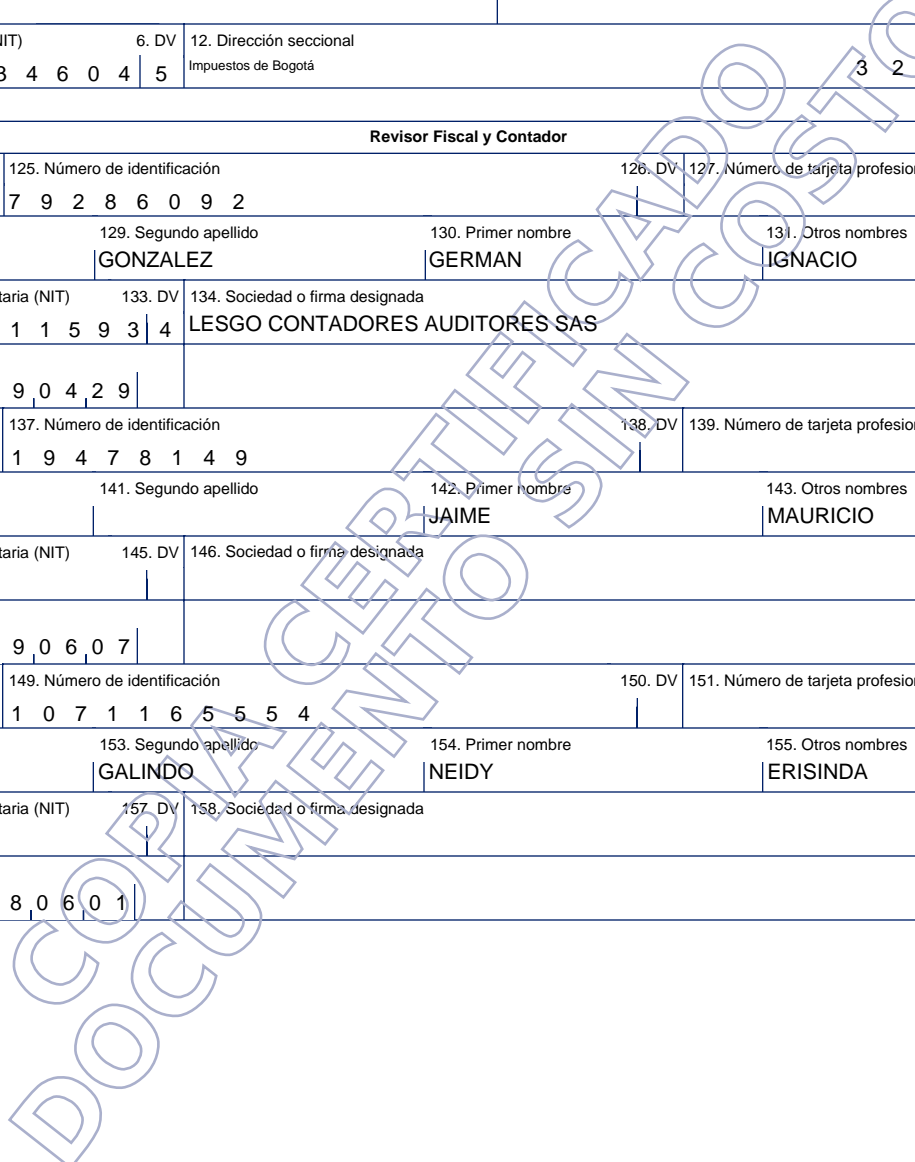 NIT) 6. DV 12. Dirección seccional
3 4 6 0 4 5 Impuestos de Bogotá 3 2
Revisor Fiscal y Contador
125. Número de identificación 126. DV 127. Número de tarjeta profesion
7 9 2 8 6 0 9 2
129. Segundo apellido 130. Primer nombre 131. Otros nombres
GONZALEZ GERMAN IGNACIO
taria (NIT) 133. DV 134. Sociedad o firma designada
1 1 5 9 3 4 LESGO CONTADORES AUDITORES SAS
9 0 4 2 9
137. Número de identificación 138. DV 139. Número de tarjeta profesion
1 9 4 7 8 1 4 9
141. Segundo apellido 142. Primer nombre 143. Otros nombres
JAIME MAURICIO
taria (NIT) 145. DV 146. Sociedad o firma designada
9 0 6 0 7
149. Número de identificación 150. DV 151. Número de tarjeta profesion
1 0 7 1 1 6 5 5 5 4
153. Segundo apellido 154. Primer nombre 155. Otros nombres
GALINDO NEIDY ERISINDA
taria (NIT) 157. DV 158. Sociedad o firma designada
8 0 6 0 1
COPIA CERTIFICADO
DOCUMENTO SIN COSTO